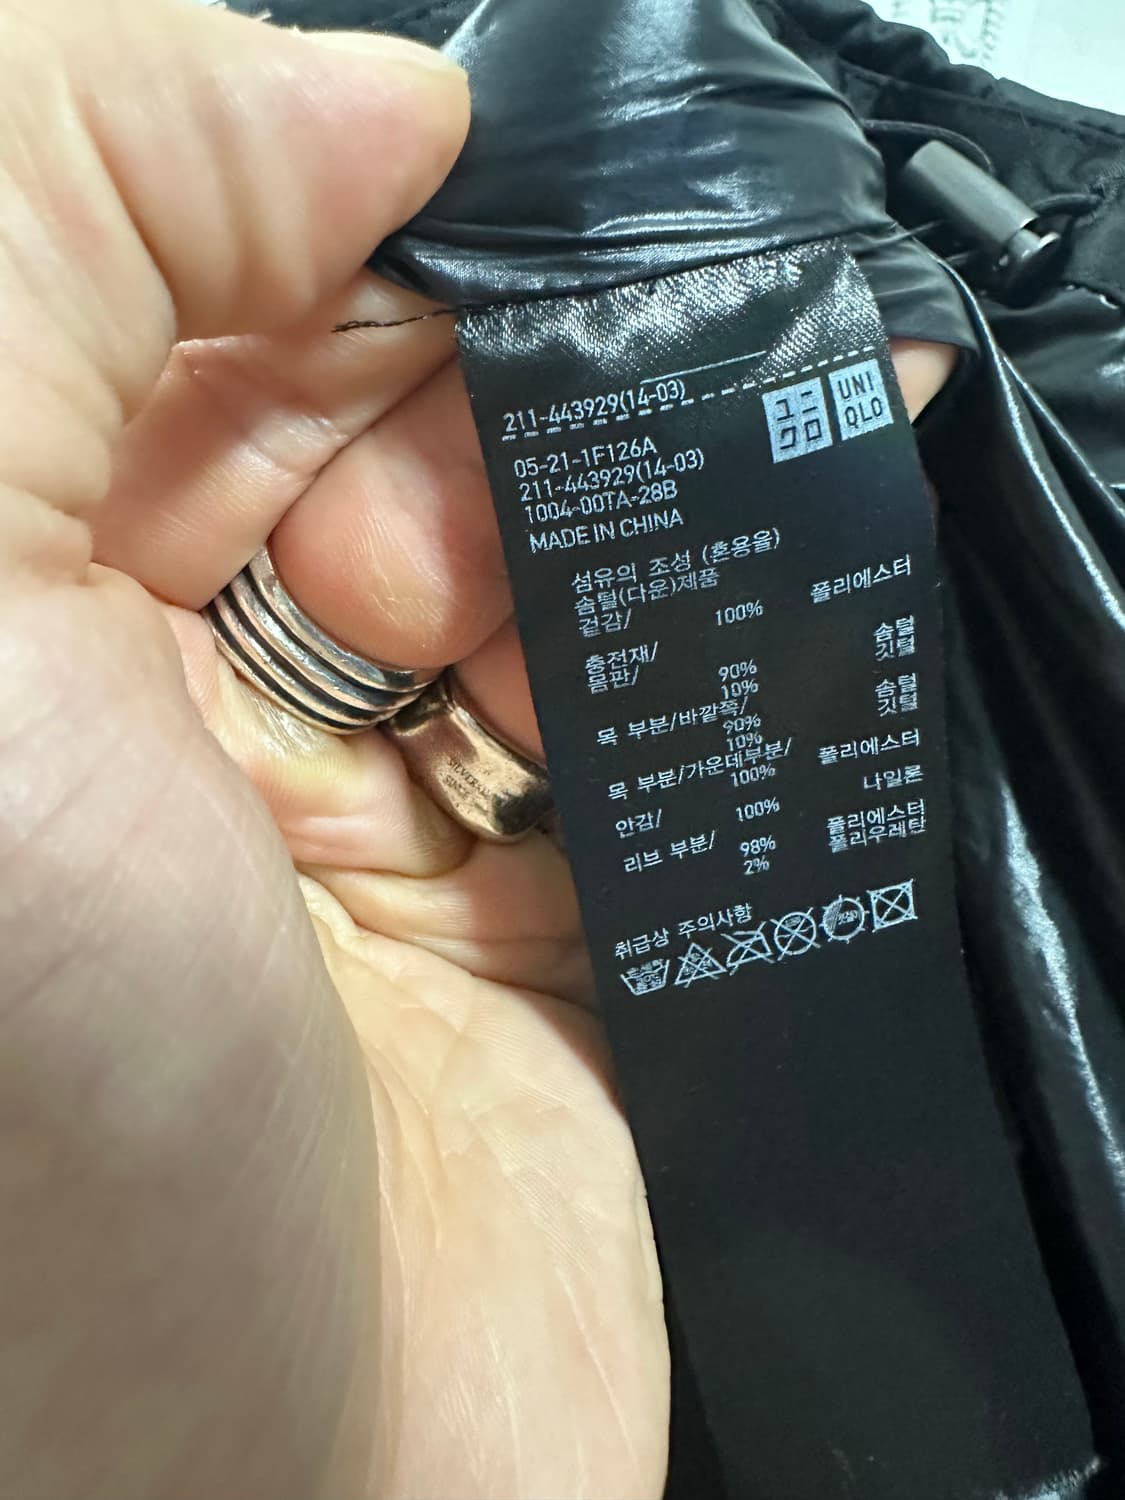 211-443929(14-03)
ユニ
クロ
UNI
QLO
05-21-1F126A
211-443929(14-03)
1004-00TA-28B
MADE IN CHINA
섬유의 조성 (혼용율)
솜털(다운)제품
겉감/ 100% 폴리에스터
충전재/
몸판/ 90% 솜털
10% 깃털
목 부분/바깥쪽/
90% 솜털
10% 깃털
목 부분/가운데부분/
100% 폴리에스터
안감/ 100% 나일론
리브 부분/ 98% 폴리에스터
2% 폴리우레탄
취급상 주의사항